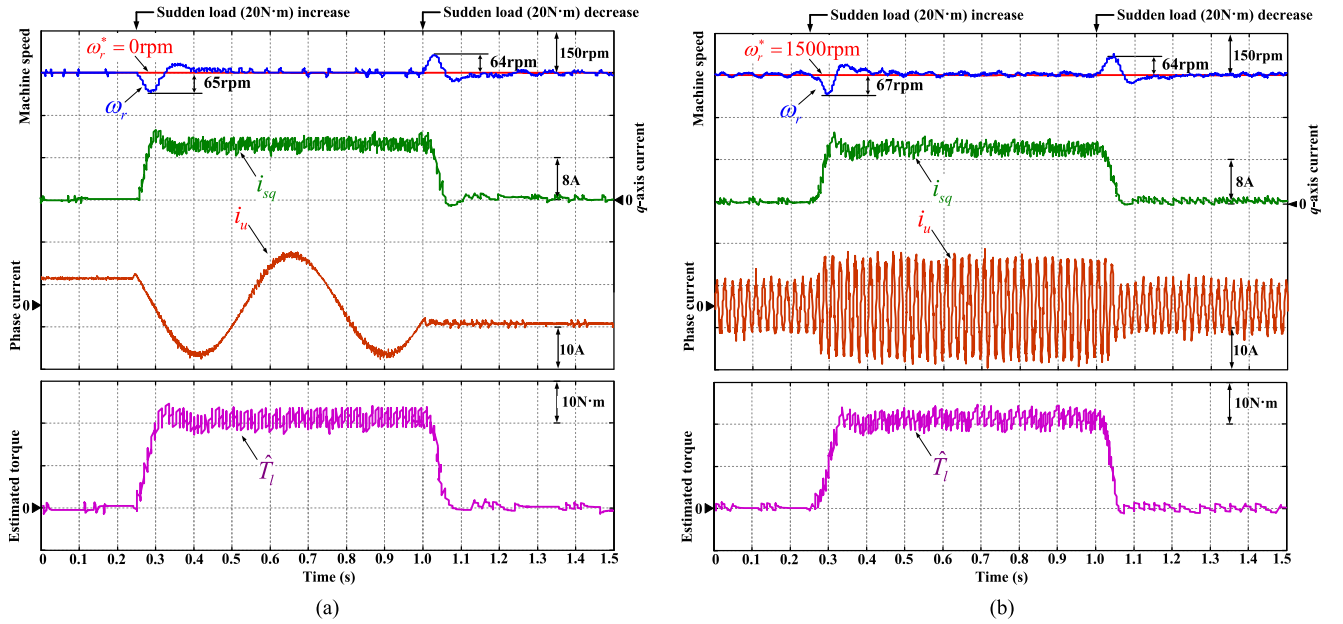 Sudden load (20N·m) increase
Sudden load (20N·m) decrease
Machine speed
ω*r = 0rpm
65rpm
64rpm
150rpm
ωr
isq
8A
0
q-axis current
iu
Phase current
0
10A
Estimated torque
10N·m
T̂l
0
0 0.1 0.2 0.3 0.4 0.5 0.6 0.7 0.8 0.9 1.0 1.1 1.2 1.3 1.4 1.5
Time (s)
(a)
Sudden load (20N·m) increase
Sudden load (20N·m) decrease
Machine speed
ω*r = 1500rpm
67rpm
64rpm
150rpm
ωr
isq
8A
0
q-axis current
iu
Phase current
0
10A
Estimated torque
10N·m
T̂l
0
0 0.1 0.2 0.3 0.4 0.5 0.6 0.7 0.8 0.9 1.0 1.1 1.2 1.3 1.4 1.5
Time (s)
(b)